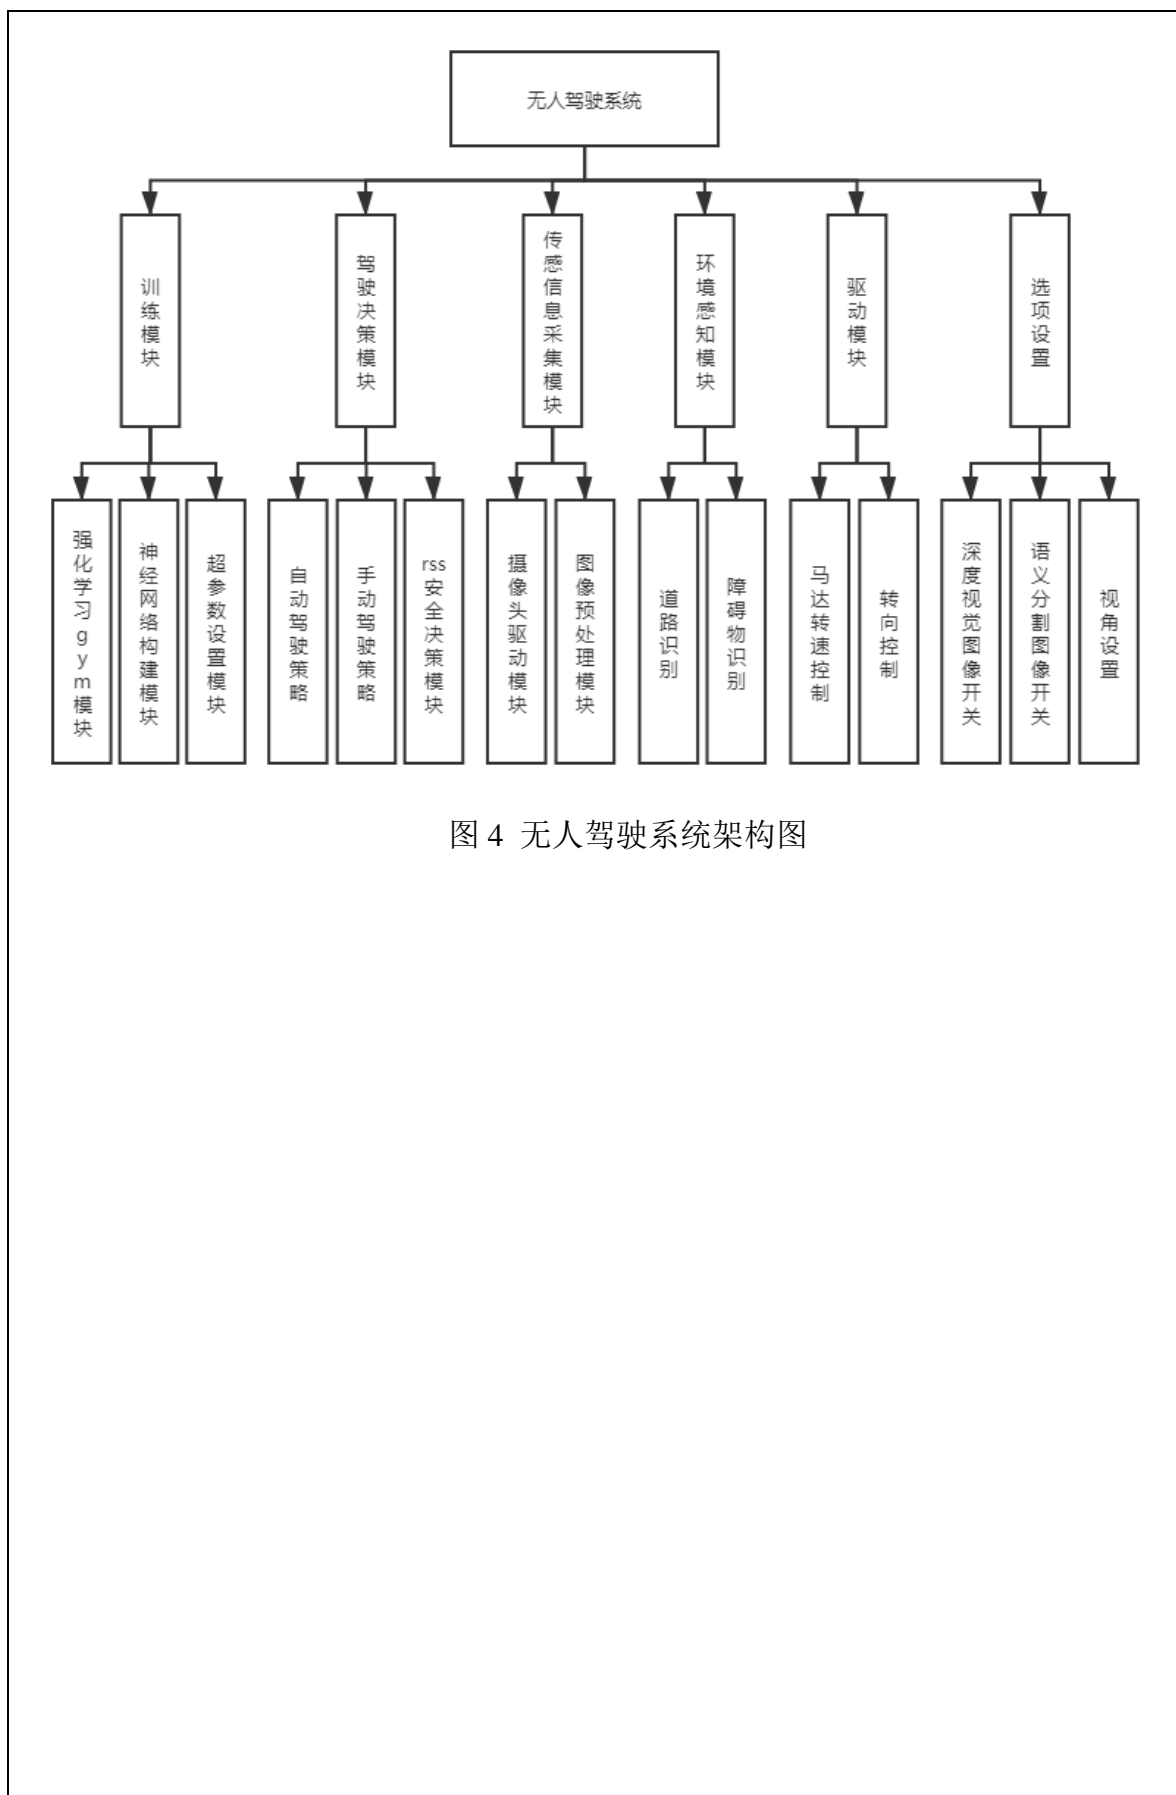 无人驾驶系统
训练模块
驾驶决策模块
传感信息采集模块
环境感知模块
驱动模块
选项设置
强化学习gym模块
神经网络构建模块
超参数设置模块
自动驾驶策略
手动驾驶策略
rss安全决策模块
摄像头驱动模块
图像预处理模块
道路识别
障碍物识别
马达转速控制
转向控制
深度视觉图像开关
语义分割图像开关
视角设置
图 4 无人驾驶系统架构图